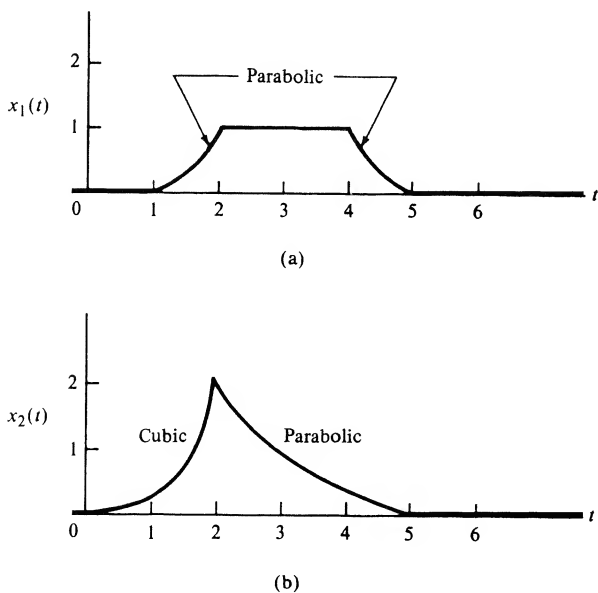 2
Parabolic
x₁(t)
1
0 1 2 3 4 5 6 t
(a)
2
x₂(t)
Cubic Parabolic
1
0 1 2 3 4 5 6 t
(b)